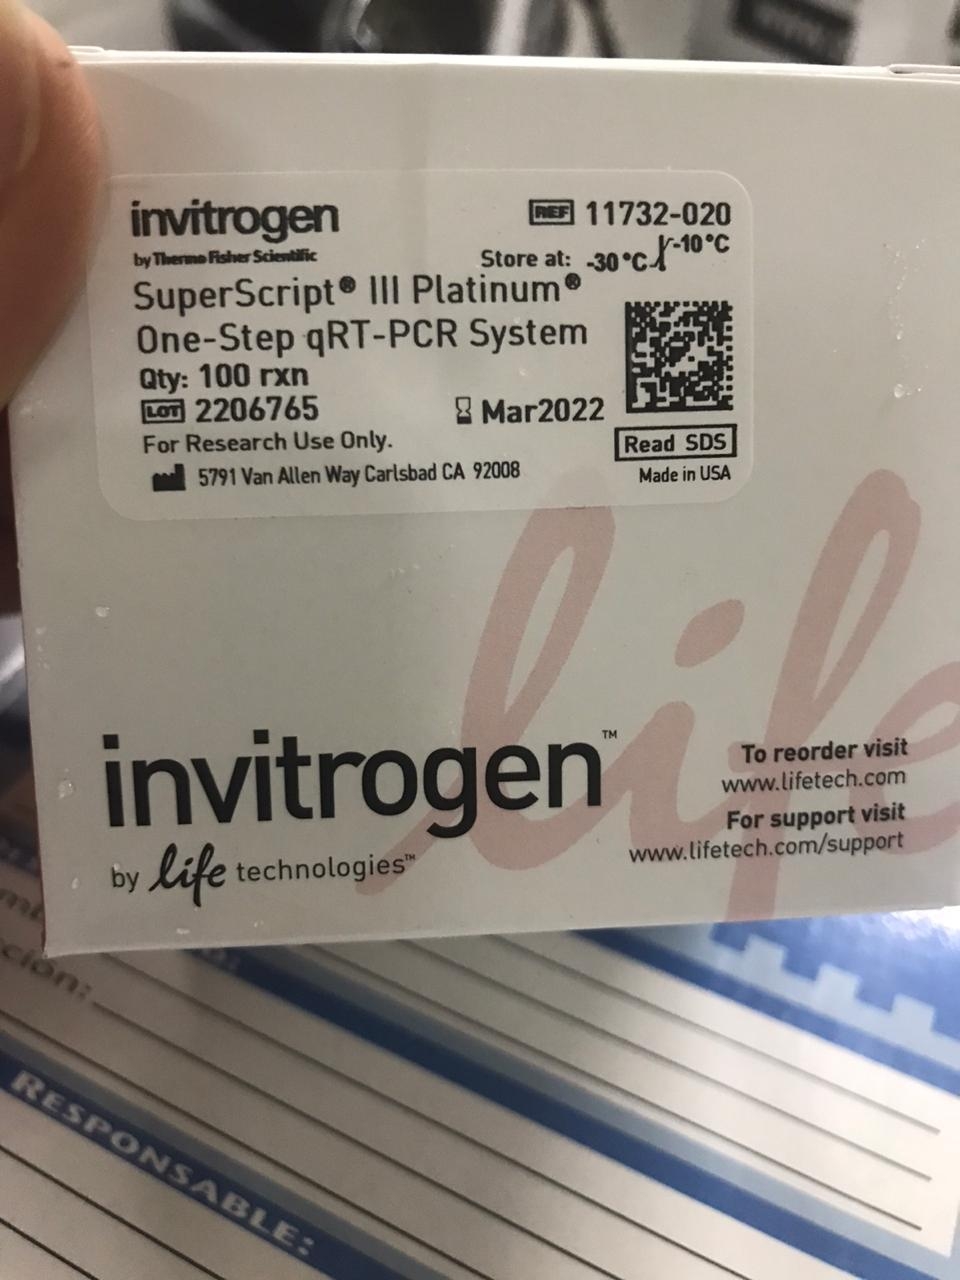 invitrogen
by Thermo Fisher Scientific
REF 11732-020
Store at: -30°C -10°C
SuperScript® III Platinum®
One-Step qRT-PCR System
Qty: 100 rxn
LOT 2206765
Mar2022
For Research Use Only.
Read SDS
5791 Van Allen Way Carlsbad CA 92008
Made in USA
life
invitrogen™
by life technologies™
To reorder visit
www.lifetech.com
For support visit
www.lifetech.com/support
ción:
RESPONSABLE: